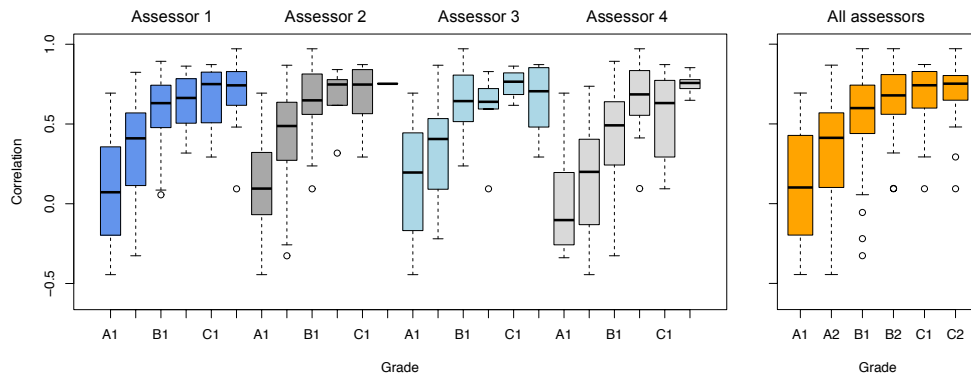 Assessor 1 Assessor 2 Assessor 3 Assessor 4 All assessors
1.0
0.5
0.0
−0.5
Correlation
A1 B1 C1 A1 B1 C1 A1 B1 C1 A1 B1 C1 A1 A2 B1 B2 C1 C2
Grade Grade